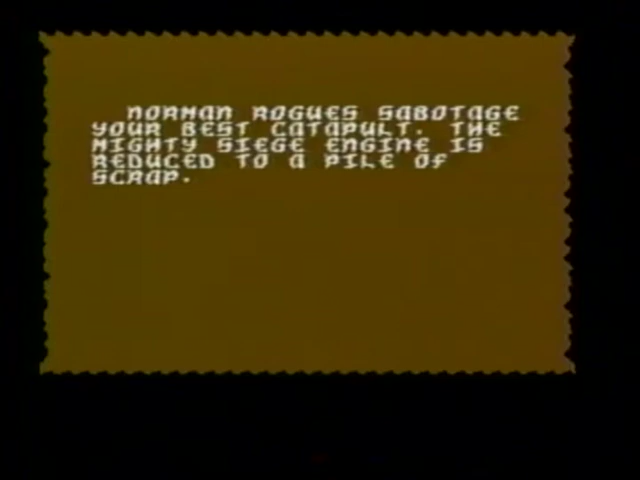 NORMAN ROGUES SABOTAGE
YOUR BEST CATAPULT. THE
MIGHTY SIEGE ENGINE IS
REDUCED TO A PILE OF
SCRAP.